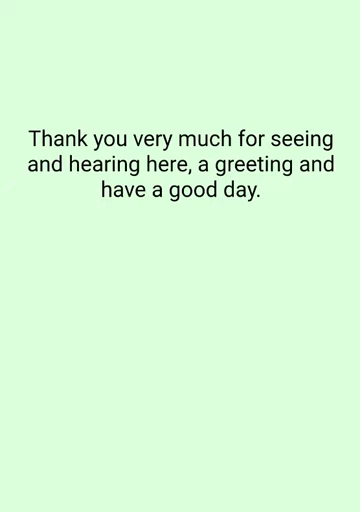 Thank you very much for seeing
and hearing here, a greeting and
have a good day.